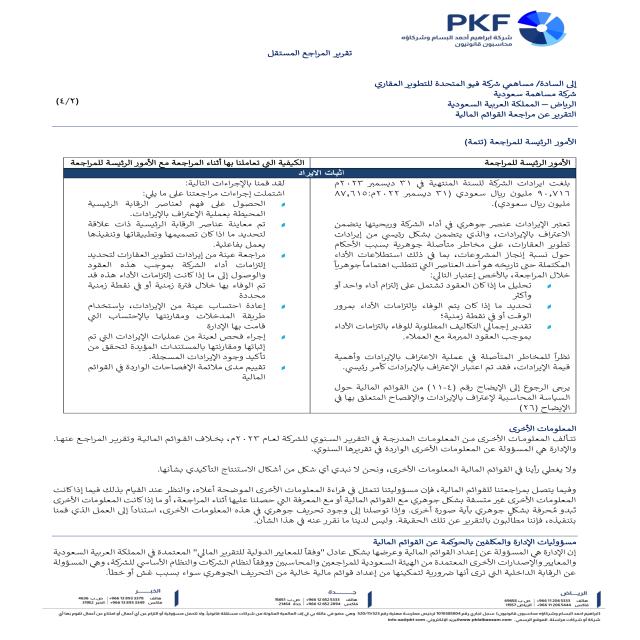 PKF
شركة ابراهيم أحمد البسام وشركاؤه
محاسبون قانونيون
تقرير المراجع المستقل
إلى السادة/ مساهمي شركة فيو المتحدة للتطوير العقاري
شركة مساهمة سعودية
الرياض – المملكة العربية السعودية
التقرير عن مراجعة القوائم المالية
(٤/٢)
الأمور الرئيسة للمراجعة (تتمة)
الأمور الرئيسة للمراجعة
الكيفية التي تعاملنا بها أثناء المراجعة مع الأمور الرئيسة للمراجعة
اثبات الايراد
بلغت ايرادات الشركة للسنة المنتهية في ٣١ ديسمبر ٢٠٢٣م
٩٠,٧١٦ مليون ريال سعودي (٣١ ديسمبر ٢٠٢٢م:٨٧,٦١٥
مليون ريال سعودي).
تعتبر الإيرادات عنصر جوهري في أداء الشركة وربحيتها يتضمن
الاعتراف بالإيرادات، والذي يتضمن بشكل رئيسي من إيرادات
تطوير العقارات، على مخاطر متأصلة جوهرية بسبب الأحكام
حول نسبة إنجاز المشروعات، بما في ذلك استطلاعات الأداء
المكتملة حتى تاريخه هو أحد العناصر التي تتطلب اهتماماً جوهرياً
خلال المراجعة، بالأخص إعتبار التالي:
تحليل ما إذا كان العقود تشتمل على إلتزام أداء واحد أو
وأكثر
تحديد ما إذا كان يتم الوفاء بإلتزامات الأداء بمرور
الوقت أو في نقطة زمنية؛
تقدير إجمالي التكاليف المطلوبة للوفاء بالتزامات الأداء
بموجب العقود المبرمة مع العملاء.
نظراً للمخاطر المتأصلة في عملية الاعتراف بالإيرادات وأهمية
قيمة الإيرادات، فقد تم اعتبار الإعتراف بالإيرادات كأمر رئيسي.
يرجى الرجوع إلى الإيضاح رقم (٤-١١) من القوائم المالية حول
السياسة المحاسبية لإعتراف بالإيرادات والإفصاح المتعلق بها في
الإيضاح (٢٦)
لقد قمنا بالإجراءات التالية:
اشتملت إجراءات مراجعتنا على ما يلي:
الحصول على فهم لعناصر الرقابة الرئيسية
المحيطة بعملية الإعتراف بالإيرادات.
تم معاينة عناصر الرقابة الرئيسية ذات علاقة
لتحديد ما اذا كان تصميمها وتطبيقاتها وتنفيذها
يعمل بفاعلية.
مراجعة عينة من إيرادات تطوير العقارات لتحديد
إلتزامات أداء الشركة بموجب هذه العقود
والوصول إلى ما إذا كانت إلتزامات الأداء هذه قد
تم الوفاء بها خلال فترة زمنية أو في نقطة زمنية
محددة
إعادة احتساب عينة من الإيرادات، بإستخدام
طريقة المدخلات ومقارنتها بالإحتساب التي
قامت بها الإدارة
إجراء فحص لعينة من عمليات الإيرادات التي تم
إثباتها ومقارنتها بالمستندات المؤيدة لتحقق من
تأكيد وجود الإيرادات المسجلة.
تقييم مدى ملائمة الإفصاحات الواردة في القوائم
المالية
المعلومات الأخرى
تتألف المعلومات الأخرى من المعلومات المدرجة في التقرير السنوي للشركة لعام ٢٠٢٣م، بخلاف القوائم المالية وتقرير المراجع عنها.
والإدارة هي المسؤولة عن المعلومات الأخرى الواردة في تقريرها السنوي.
ولا يغطي رأينا في القوائم المالية المعلومات الأخرى، ونحن لا نبدي أي شكل من أشكال الاستنتاج التأكيدي بشأنها.
وفيما يتصل بمراجعتنا للقوائم المالية، فإن مسؤوليتنا تتمثل في قراءة المعلومات الأخرى الموضحة أعلاه، والنظر عند القيام بذلك فيما إذا كانت
المعلومات الأخرى غير متسقة بشكل جوهري مع القوائم المالية أو مع المعرفة التي حصلنا عليها أثناء المراجعة، أو ما إذا كانت المعلومات الأخرى
تبدو مُحرفة بشكل جوهري بأية صورة أخرى. وإذا توصلنا إلى وجود تحريف جوهري في هذه المعلومات الأخرى، استناداً إلى العمل الذي قمنا
بتنفيذه، فإننا مطالبون بالتقرير عن تلك الحقيقة. وليس لدينا ما نقرر عنه في هذا الشأن.
مسؤوليات الإدارة والمكلفين بالحوكمة عن القوائم المالية
إن الإدارة هي المسؤولة عن إعداد القوائم المالية وعرضها بشكل عادل "وفقاً للمعايير الدولية للتقرير المالي" المعتمدة في المملكة العربية السعودية
والمعايير والإصدارات الأخرى المعتمدة من الهيئة السعودية للمراجعين والمحاسبين ووفقاً لنظام الشركات والنظام الأساسي للشركة، وهي المسؤولة
عن الرقابة الداخلية التي ترى أنها ضرورية لتمكينها من إعداد قوائم مالية خالية من التحريف الجوهري سواء بسبب غش أو خطأ.
الرياض
جدة
الخبر